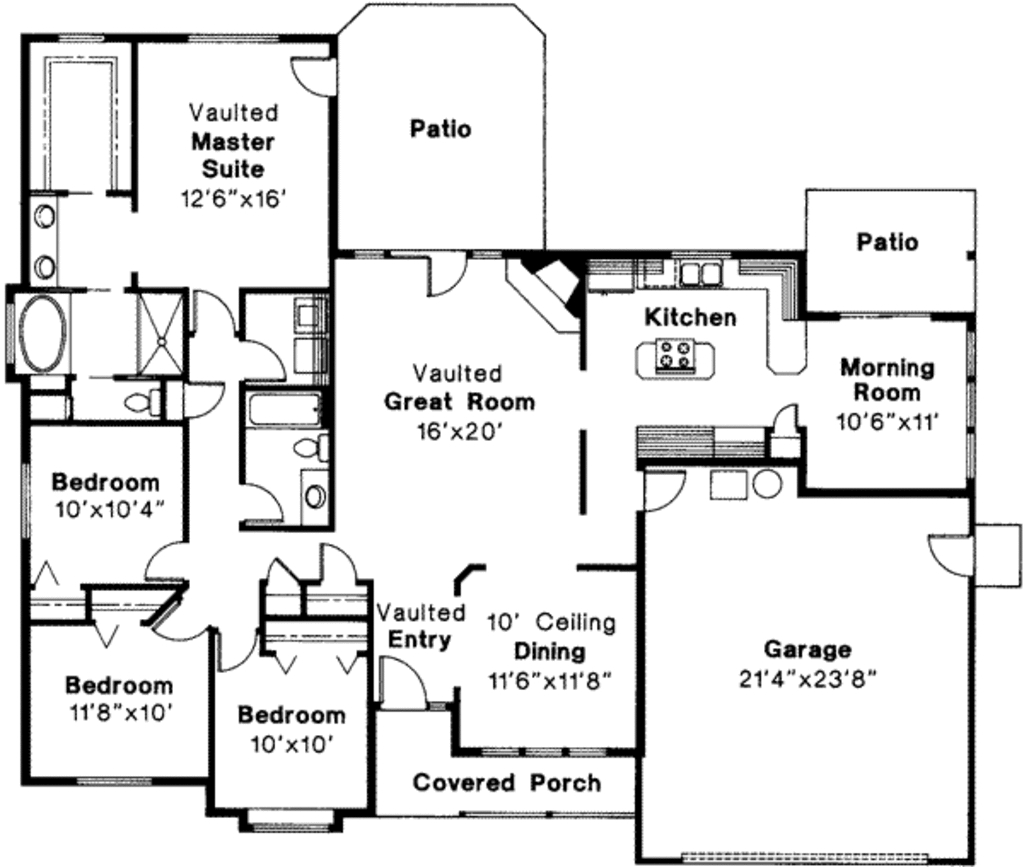 Vaulted
Master
Suite
12'6"x16'
Patio
Patio
Kitchen
Vaulted
Great Room
16'x20'
Morning
Room
10'6"x11'
Bedroom
10'x10'4"
Vaulted
Entry
10' Ceiling
Dining
11'6"x11'8"
Garage
21'4"x23'8"
Bedroom
11'8"x10'
Bedroom
10'x10'
Covered Porch